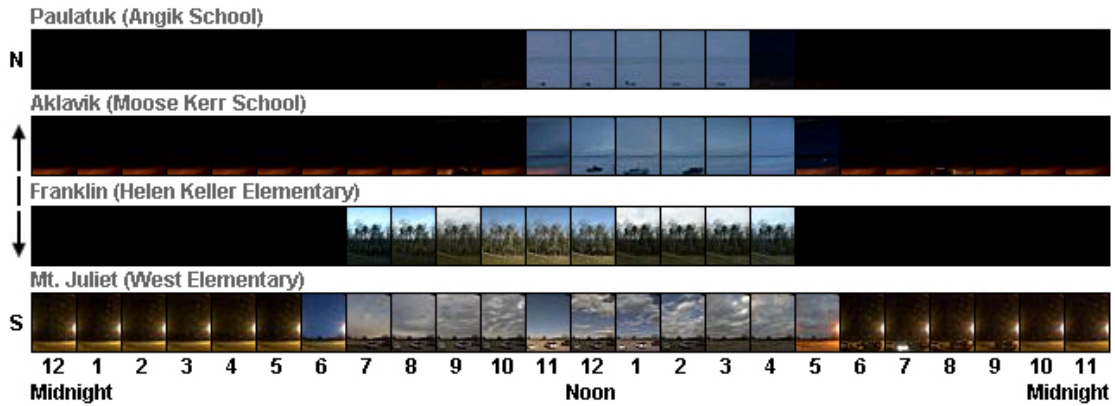 Paulatuk (Angik School)
N
Aklavik (Moose Kerr School)
Franklin (Helen Keller Elementary)
Mt. Juliet (West Elementary)
S
12 1 2 3 4 5 6 7 8 9 10 11 12 1 2 3 4 5 6 7 8 9 10 11
Midnight Noon Midnight